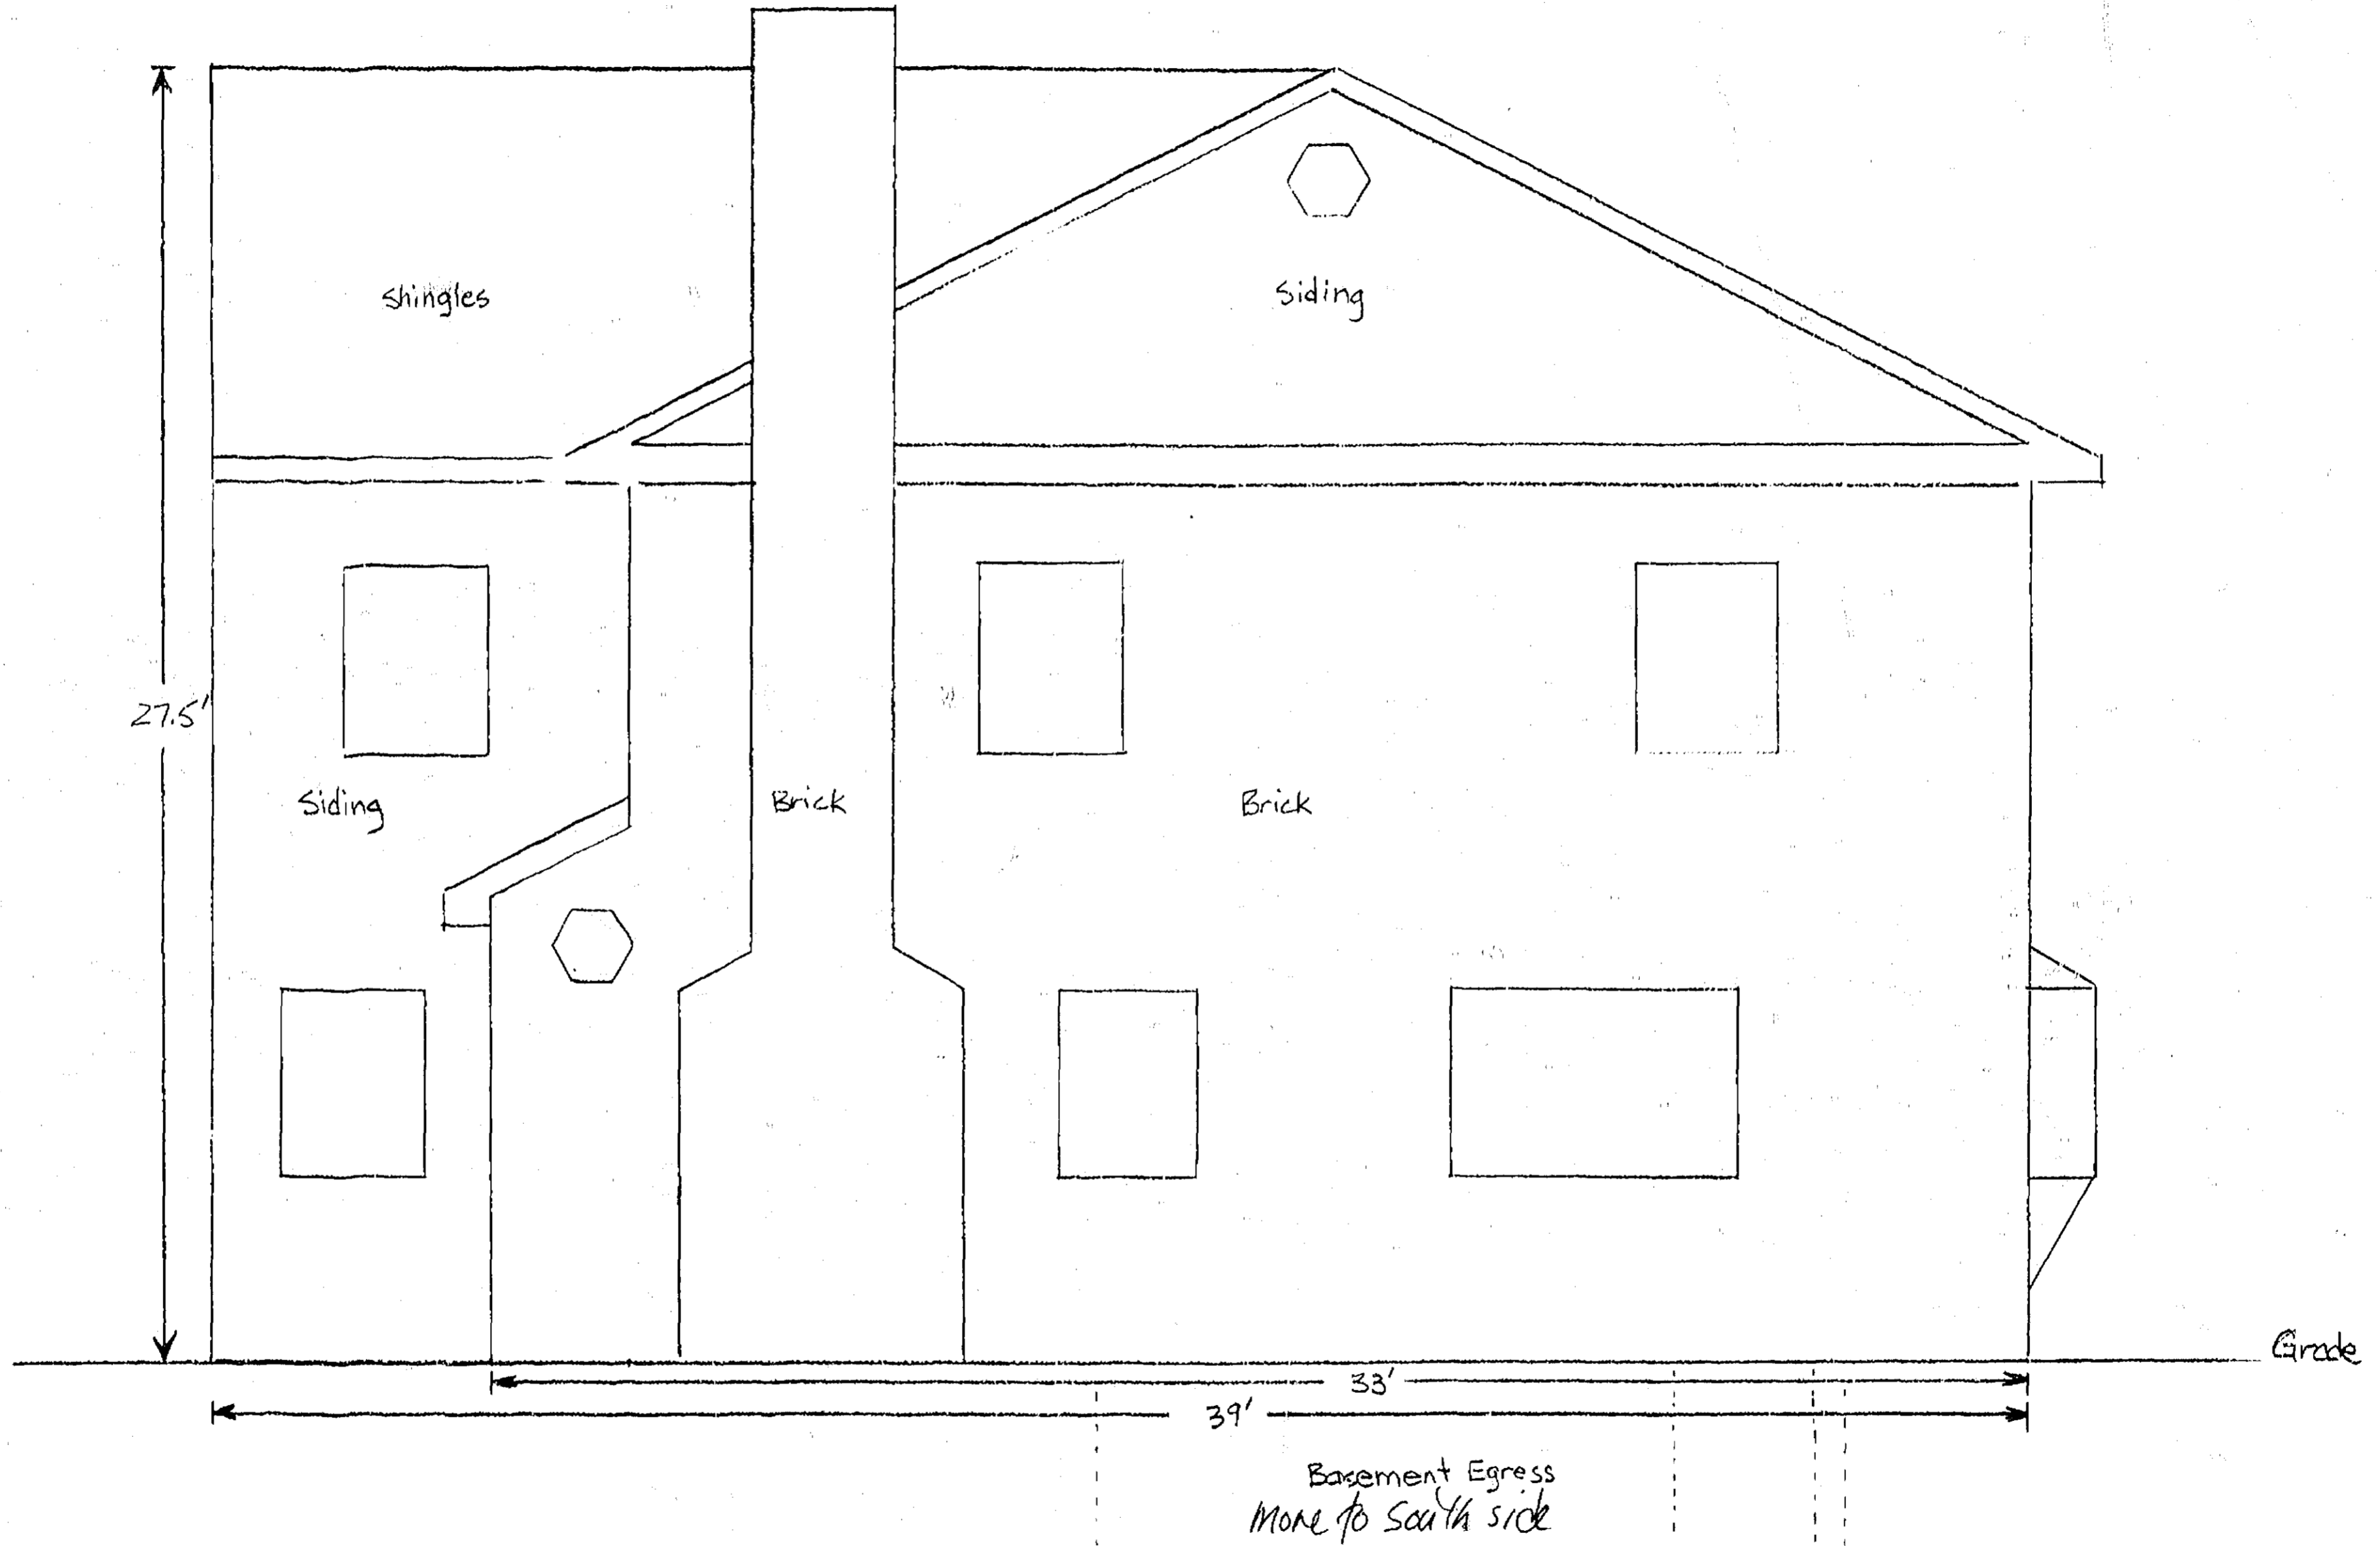 Shingles
Siding
27.5'
Siding
Brick
Brick
Grade
33'
39'
Basement Egress
Move to South side